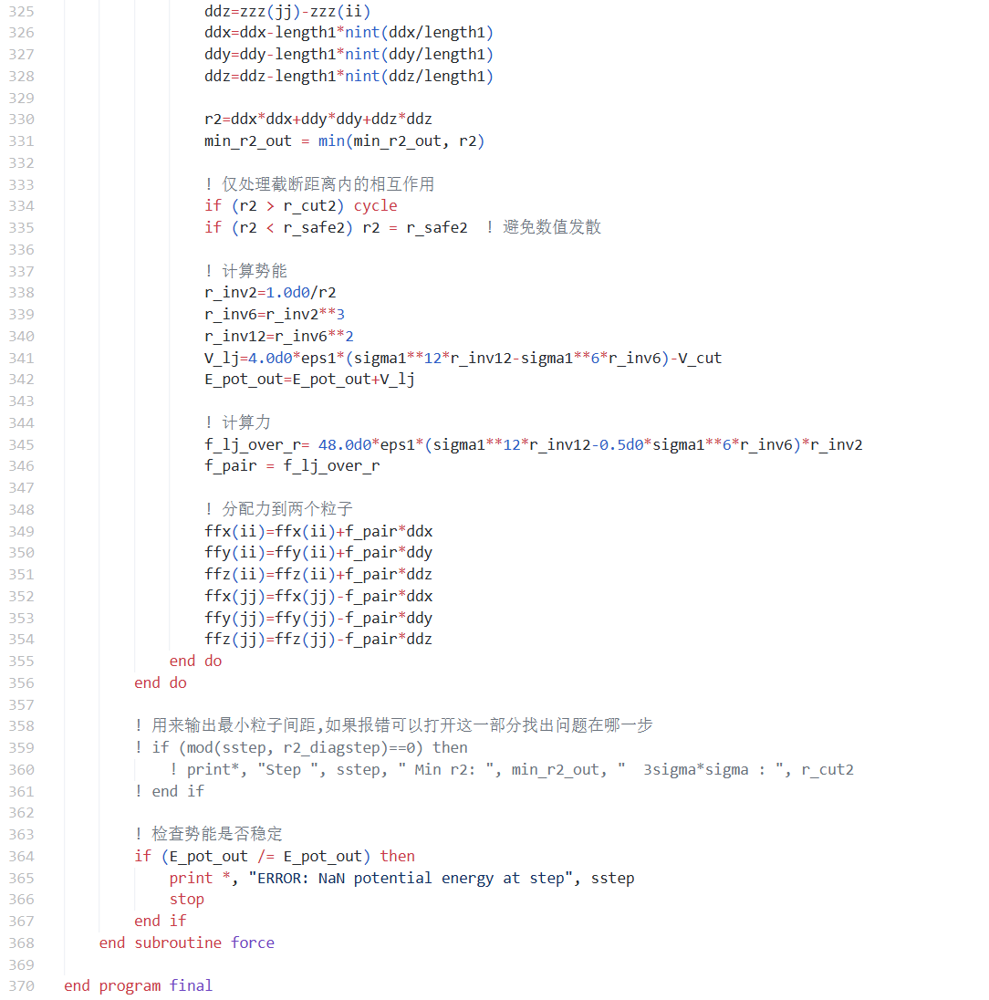 325 ddz=zzz(jj)-zzz(ii)
326 ddx=ddx-length1*nint(ddx/length1)
327 ddy=ddy-length1*nint(ddy/length1)
328 ddz=ddz-length1*nint(ddz/length1)
329
330 r2=ddx*ddx+ddy*ddy+ddz*ddz
331 min_r2_out = min(min_r2_out, r2)
332
333 ! 仅处理截断距离内的相互作用
334 if (r2 > r_cut2) cycle
335 if (r2 < r_safe2) r2 = r_safe2  ! 避免数值发散
336
337 ! 计算势能
338 r_inv2=1.0d0/r2
339 r_inv6=r_inv2**3
340 r_inv12=r_inv6**2
341 V_lj=4.0d0*eps1*(sigma1**12*r_inv12-sigma1**6*r_inv6)-V_cut
342 E_pot_out=E_pot_out+V_lj
343
344 ! 计算力
345 f_lj_over_r= 48.0d0*eps1*(sigma1**12*r_inv12-0.5d0*sigma1**6*r_inv6)*r_inv2
346 f_pair = f_lj_over_r
347
348 ! 分配力到两个粒子
349 ffx(ii)=ffx(ii)+f_pair*ddx
350 ffy(ii)=ffy(ii)+f_pair*ddy
351 ffz(ii)=ffz(ii)+f_pair*ddz
352 ffx(jj)=ffx(jj)-f_pair*ddx
353 ffy(jj)=ffy(jj)-f_pair*ddy
354 ffz(jj)=ffz(jj)-f_pair*ddz
355 end do
356 end do
357
358 ! 用来输出最小粒子间距,如果报错可以打开这一部分找出问题在哪一步
359 ! if (mod(sstep, r2_diagstep)==0) then
360 ! print*, "Step ", sstep, " Min r2: ", min_r2_out, "  3sigma*sigma : ", r_cut2
361 ! end if
362
363 ! 检查势能是否稳定
364 if (E_pot_out /= E_pot_out) then
365 print *, "ERROR: NaN potential energy at step", sstep
366 stop
367 end if
368 end subroutine force
369
370 end program final